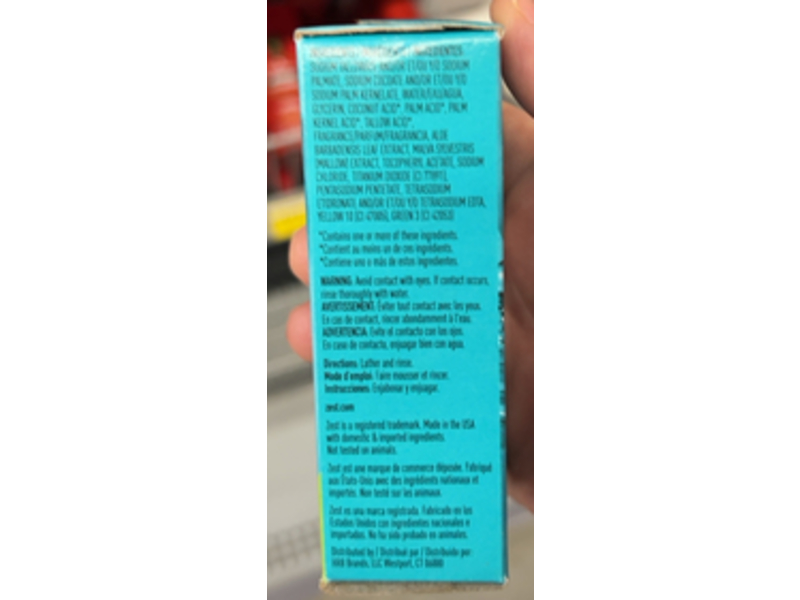 INGREDIENTES:
SODIUM TALLOWATE AND/OR ET/OU Y/O SODIUM
PALMATE, SODIUM COCOATE AND/OR ET/OU Y/O
SODIUM PALM KERNELATE, WATER/EAU/AGUA,
GLYCERIN, COCONUT ACID*, PALM ACID*, PALM
KERNEL ACID*, TALLOW ACID*,
FRAGRANCE/PARFUM/FRAGRANCIA, ALOE
BARBADENSIS LEAF EXTRACT, MALVA SYLVESTRIS
(MALLOW) EXTRACT, TOCOPHERYL ACETATE, SODIUM
CHLORIDE, TITANIUM DIOXIDE (CI 77891),
PENTASODIUM PENTETATE, TETRASODIUM
ETIDRONATE AND/OR ET/OU Y/O TETRASODIUM EDTA,
YELLOW 10 (CI 47005), GREEN 3 (CI 42053)
*Contains one or more of these ingredients.
*Contient au moins un de ces ingrédients.
*Contiene uno o más de estos ingredientes.
WARNING: Avoid contact with eyes. If contact occurs,
rinse thoroughly with water.
AVERTISSEMENT: Éviter tout contact avec les yeux.
En cas de contact, rincer abondamment à l'eau.
ADVERTENCIA: Evite el contacto con los ojos.
En caso de contacto, enjuagar bien con agua.
Directions: Lather and rinse.
Mode d'emploi: Faire mousser et rincer.
Instrucciones: Enjabonar y enjuagar.
zest.com
Zest is a registered trademark. Made in the USA
with domestic & imported ingredients.
Not tested on animals.
Zest est une marque de commerce déposée. Fabriqué
aux États-Unis avec des ingrédients nationaux et
importés. Non testé sur les animaux.
Zest es una marca registrada. Fabricado en los
Estados Unidos con ingredientes nacionales e
importados. No ha sido probado en animales.
Distributed by / Distribué par / Distribuido por:
HRB Brands, LLC Westport, CT 06880